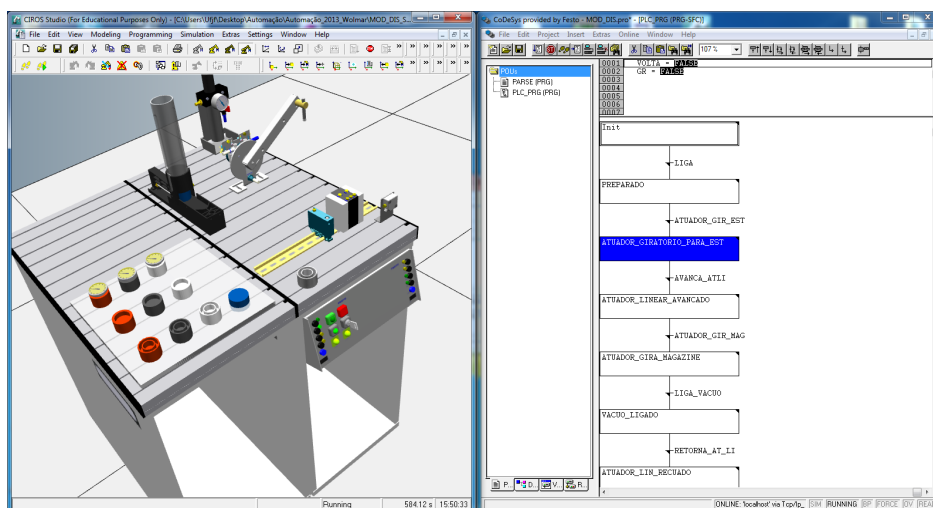 CIROS Studio (For Educational Purposes Only) - [C:\Users\Ufjf\Desktop\Automação\Automação_2013_Wolmar\MOD_DIS_S...
File Edit View Modeling Programming Simulation Extras Settings Window Help
Running 584.12 s 15:50:33
CoDeSys provided by Festo - MOD_DIS.pro* - [PLC_PRG (PRG-SFC)]
File Edit Project Insert Extras Online Window Help
107 %
POUs
PARSE (PRG)
PLC_PRG (PRG)
P... D... V... R...
0001 VOLTA = FALSE
0002 GR = FALSE
0003
0004
0005
0006
0007
Init
LIGA
PREPARADO
ATUADOR_GIR_EST
ATUADOR_GIRATORIO_PARA_EST
AVANCA_ATLI
ATUADOR_LINEAR_AVANCADO
ATUADOR_GIR_MAG
ATUADOR_GIRA_MAGAZINE
LIGA_VACUO
VACUO_LIGADO
RETORNA_AT_LI
ATUADOR_LIN_RECUADO
ONLINE: 'localhost' via Tcp/Ip_ SIM RUNNING BP FORCE OV REA